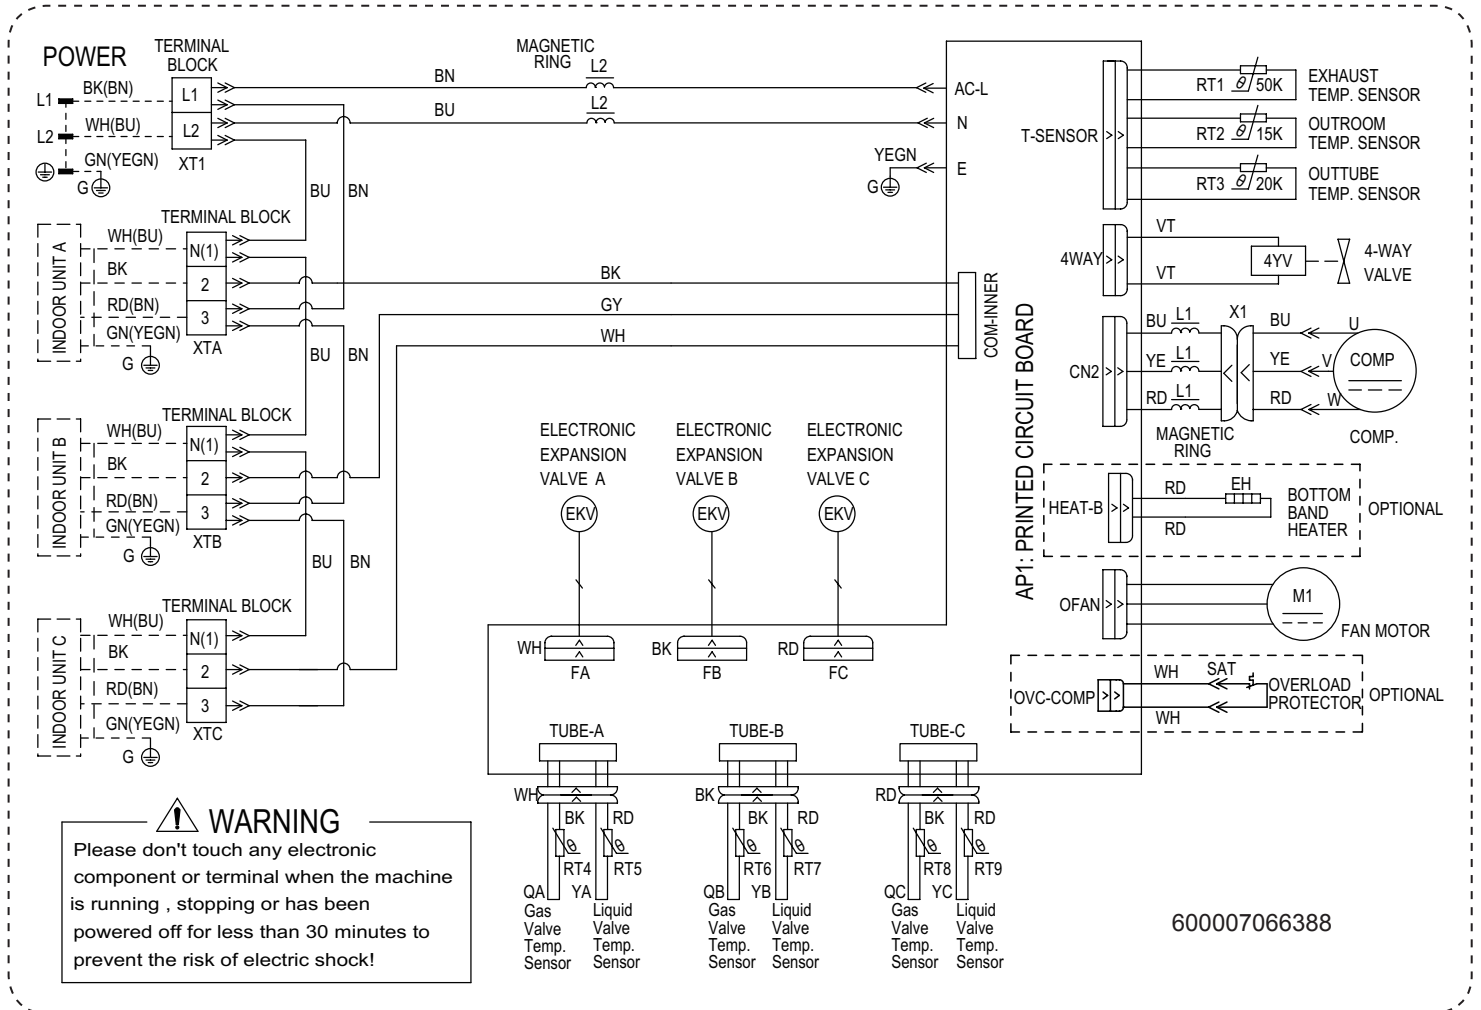 POWER
TERMINAL
BLOCK
L1
BK(BN)
L1
L2
WH(BU)
L2
GN(YEGN)
G
XT1
BN
BU
MAGNETIC
RING
L2
L2
AC-L
N
YEGN
E
G
BU
BN
INDOOR UNIT A
TERMINAL BLOCK
WH(BU)
N(1)
BK
2
RD(BN)
3
GN(YEGN)
G
XTA
BK
GY
WH
COM-INNER
BU
BN
INDOOR UNIT B
TERMINAL BLOCK
WH(BU)
N(1)
BK
2
RD(BN)
3
GN(YEGN)
G
XTB
BU
BN
INDOOR UNIT C
TERMINAL BLOCK
WH(BU)
N(1)
BK
2
RD(BN)
3
GN(YEGN)
G
XTC
ELECTRONIC
EXPANSION
VALVE A
EKV
WH
FA
ELECTRONIC
EXPANSION
VALVE B
EKV
BK
FB
ELECTRONIC
EXPANSION
VALVE C
EKV
RD
FC
AP1: PRINTED CIRCUIT BOARD
T-SENSOR
RT1
θ
50K
EXHAUST
TEMP. SENSOR
RT2
θ
15K
OUTROOM
TEMP. SENSOR
RT3
θ
20K
OUTTUBE
TEMP. SENSOR
4WAY
VT
VT
4YV
4-WAY
VALVE
CN2
BU
L1
YE
L1
RD
L1
MAGNETIC
RING
X1
BU
U
YE
V
RD
W
COMP
COMP.
HEAT-B
RD
RD
EH
BOTTOM
BAND
HEATER
OPTIONAL
OFAN
M1
FAN MOTOR
OVC-COMP
WH
WH
SAT
OVERLOAD
PROTECTOR
OPTIONAL
TUBE-A
WH
BK
RD
θ
θ
RT4
RT5
QA
YA
Gas
Valve
Temp.
Sensor
Liquid
Valve
Temp.
Sensor
TUBE-B
BK
BK
RD
θ
θ
RT6
RT7
QB
YB
Gas
Valve
Temp.
Sensor
Liquid
Valve
Temp.
Sensor
TUBE-C
RD
BK
RD
θ
θ
RT8
RT9
QC
YC
Gas
Valve
Temp.
Sensor
Liquid
Valve
Temp.
Sensor
WARNING
Please don't touch any electronic
component or terminal when the machine
is running , stopping or has been
powered off for less than 30 minutes to
prevent the risk of electric shock!
600007066388